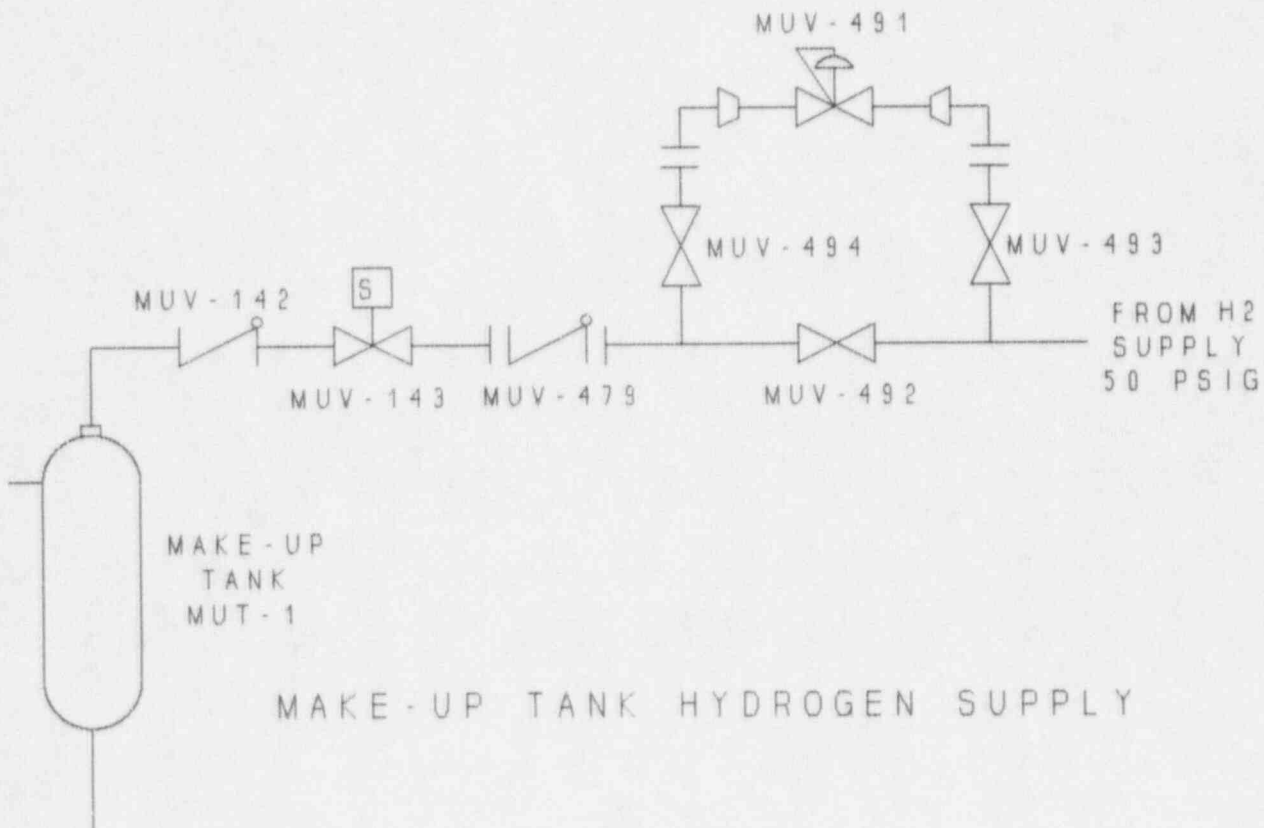 MUV-491
MUV-494
MUV-493
MUV-142
S
FROM H2
SUPPLY
50 PSIG
MUV-143
MUV-479
MUV-492
MAKE-UP
TANK
MUT-1
MAKE-UP TANK HYDROGEN SUPPLY